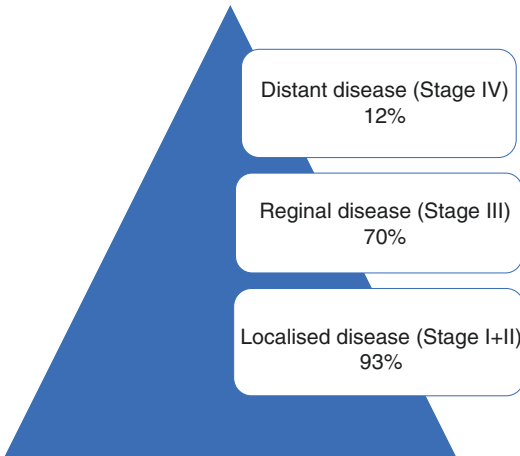 Distant disease (Stage IV)
12%
Reginal disease (Stage III)
70%
Localised disease (Stage I+II)
93%